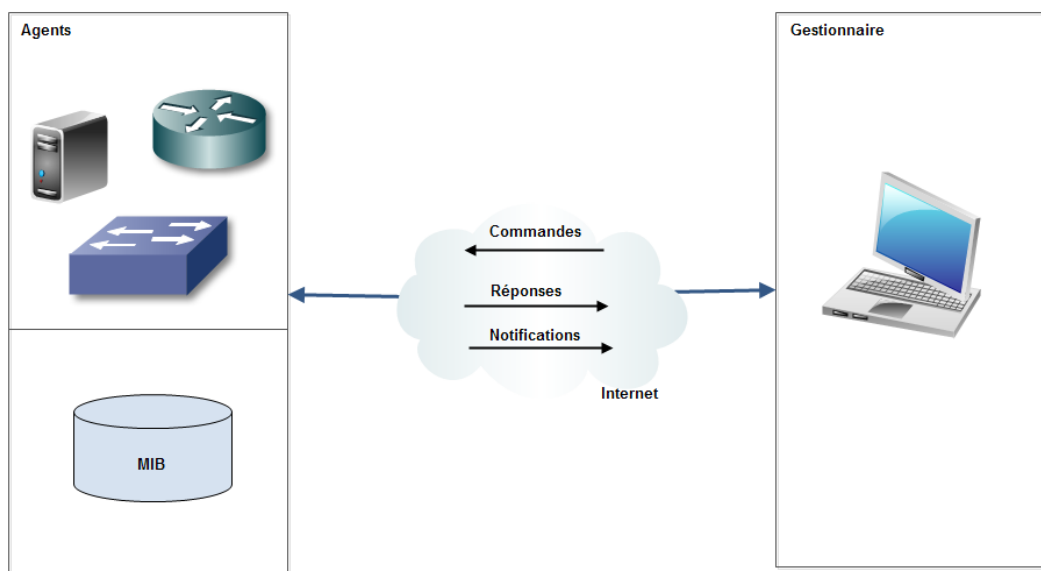 Agents
Gestionnaire
Commandes
Réponses
Notifications
Internet
MIB